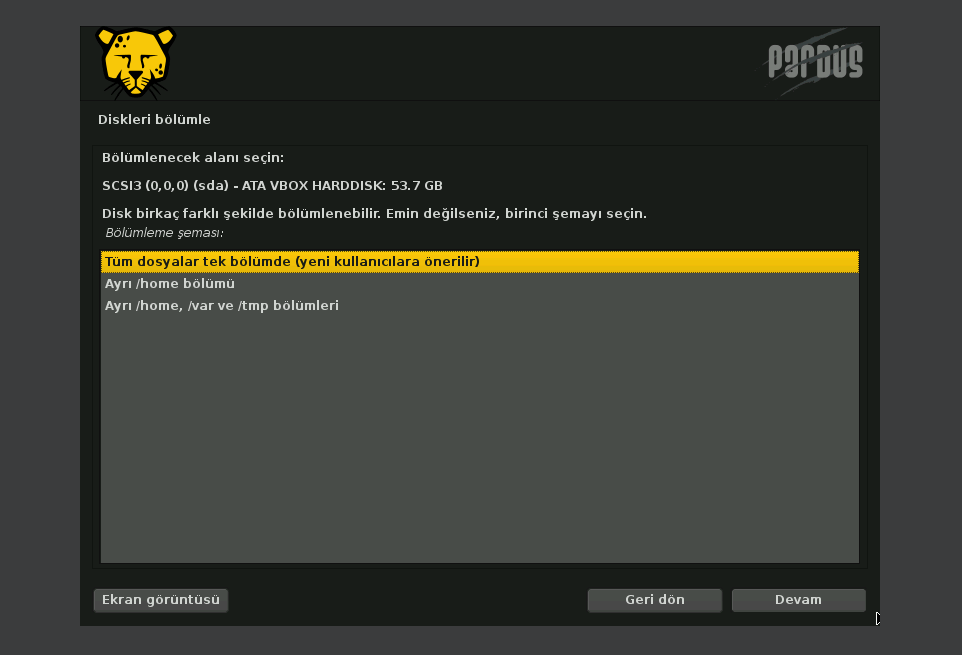 PARDUS
Diskleri bölümle
Bölümlenecek alanı seçin:
SCSI3 (0,0,0) (sda) - ATA VBOX HARDDISK: 53.7 GB
Disk birkaç farklı şekilde bölümlenebilir. Emin değilseniz, birinci şemayı seçin.
Bölümleme şeması:
Tüm dosyalar tek bölümde (yeni kullanıcılara önerilir)
Ayrı /home bölümü
Ayrı /home, /var ve /tmp bölümleri
Ekran görüntüsü
Geri dön
Devam